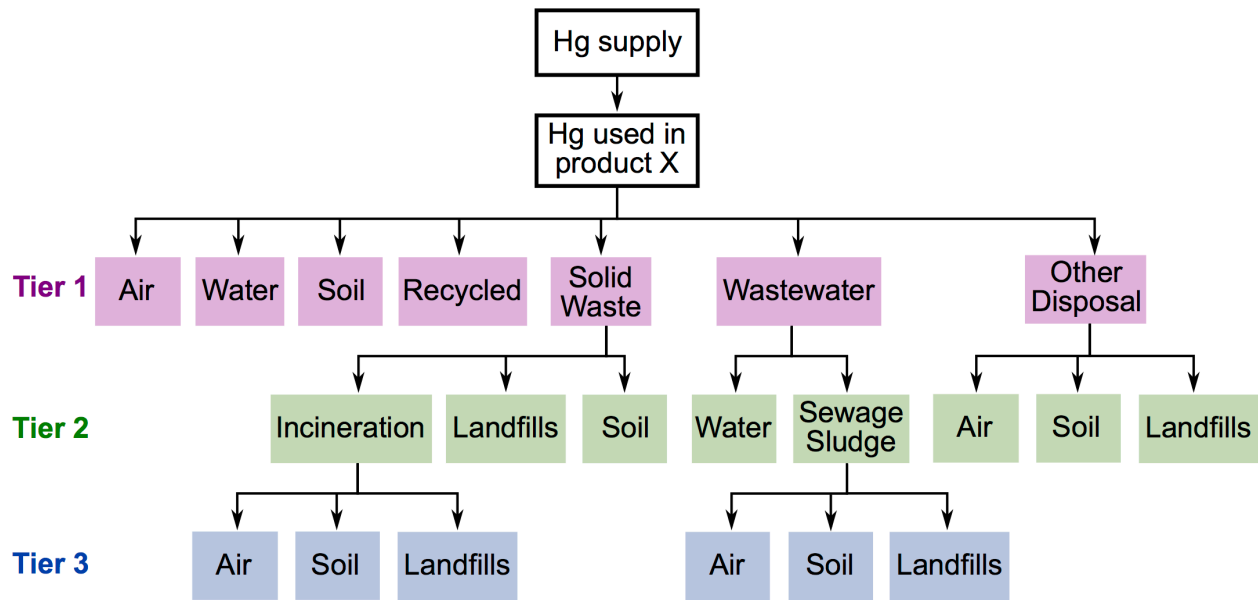 Hg supply
Hg used in
product X
Tier 1
Air
Water
Soil
Recycled
Solid
Waste
Wastewater
Other
Disposal
Tier 2
Incineration
Landfills
Soil
Water
Sewage
Sludge
Air
Soil
Landfills
Tier 3
Air
Soil
Landfills
Air
Soil
Landfills